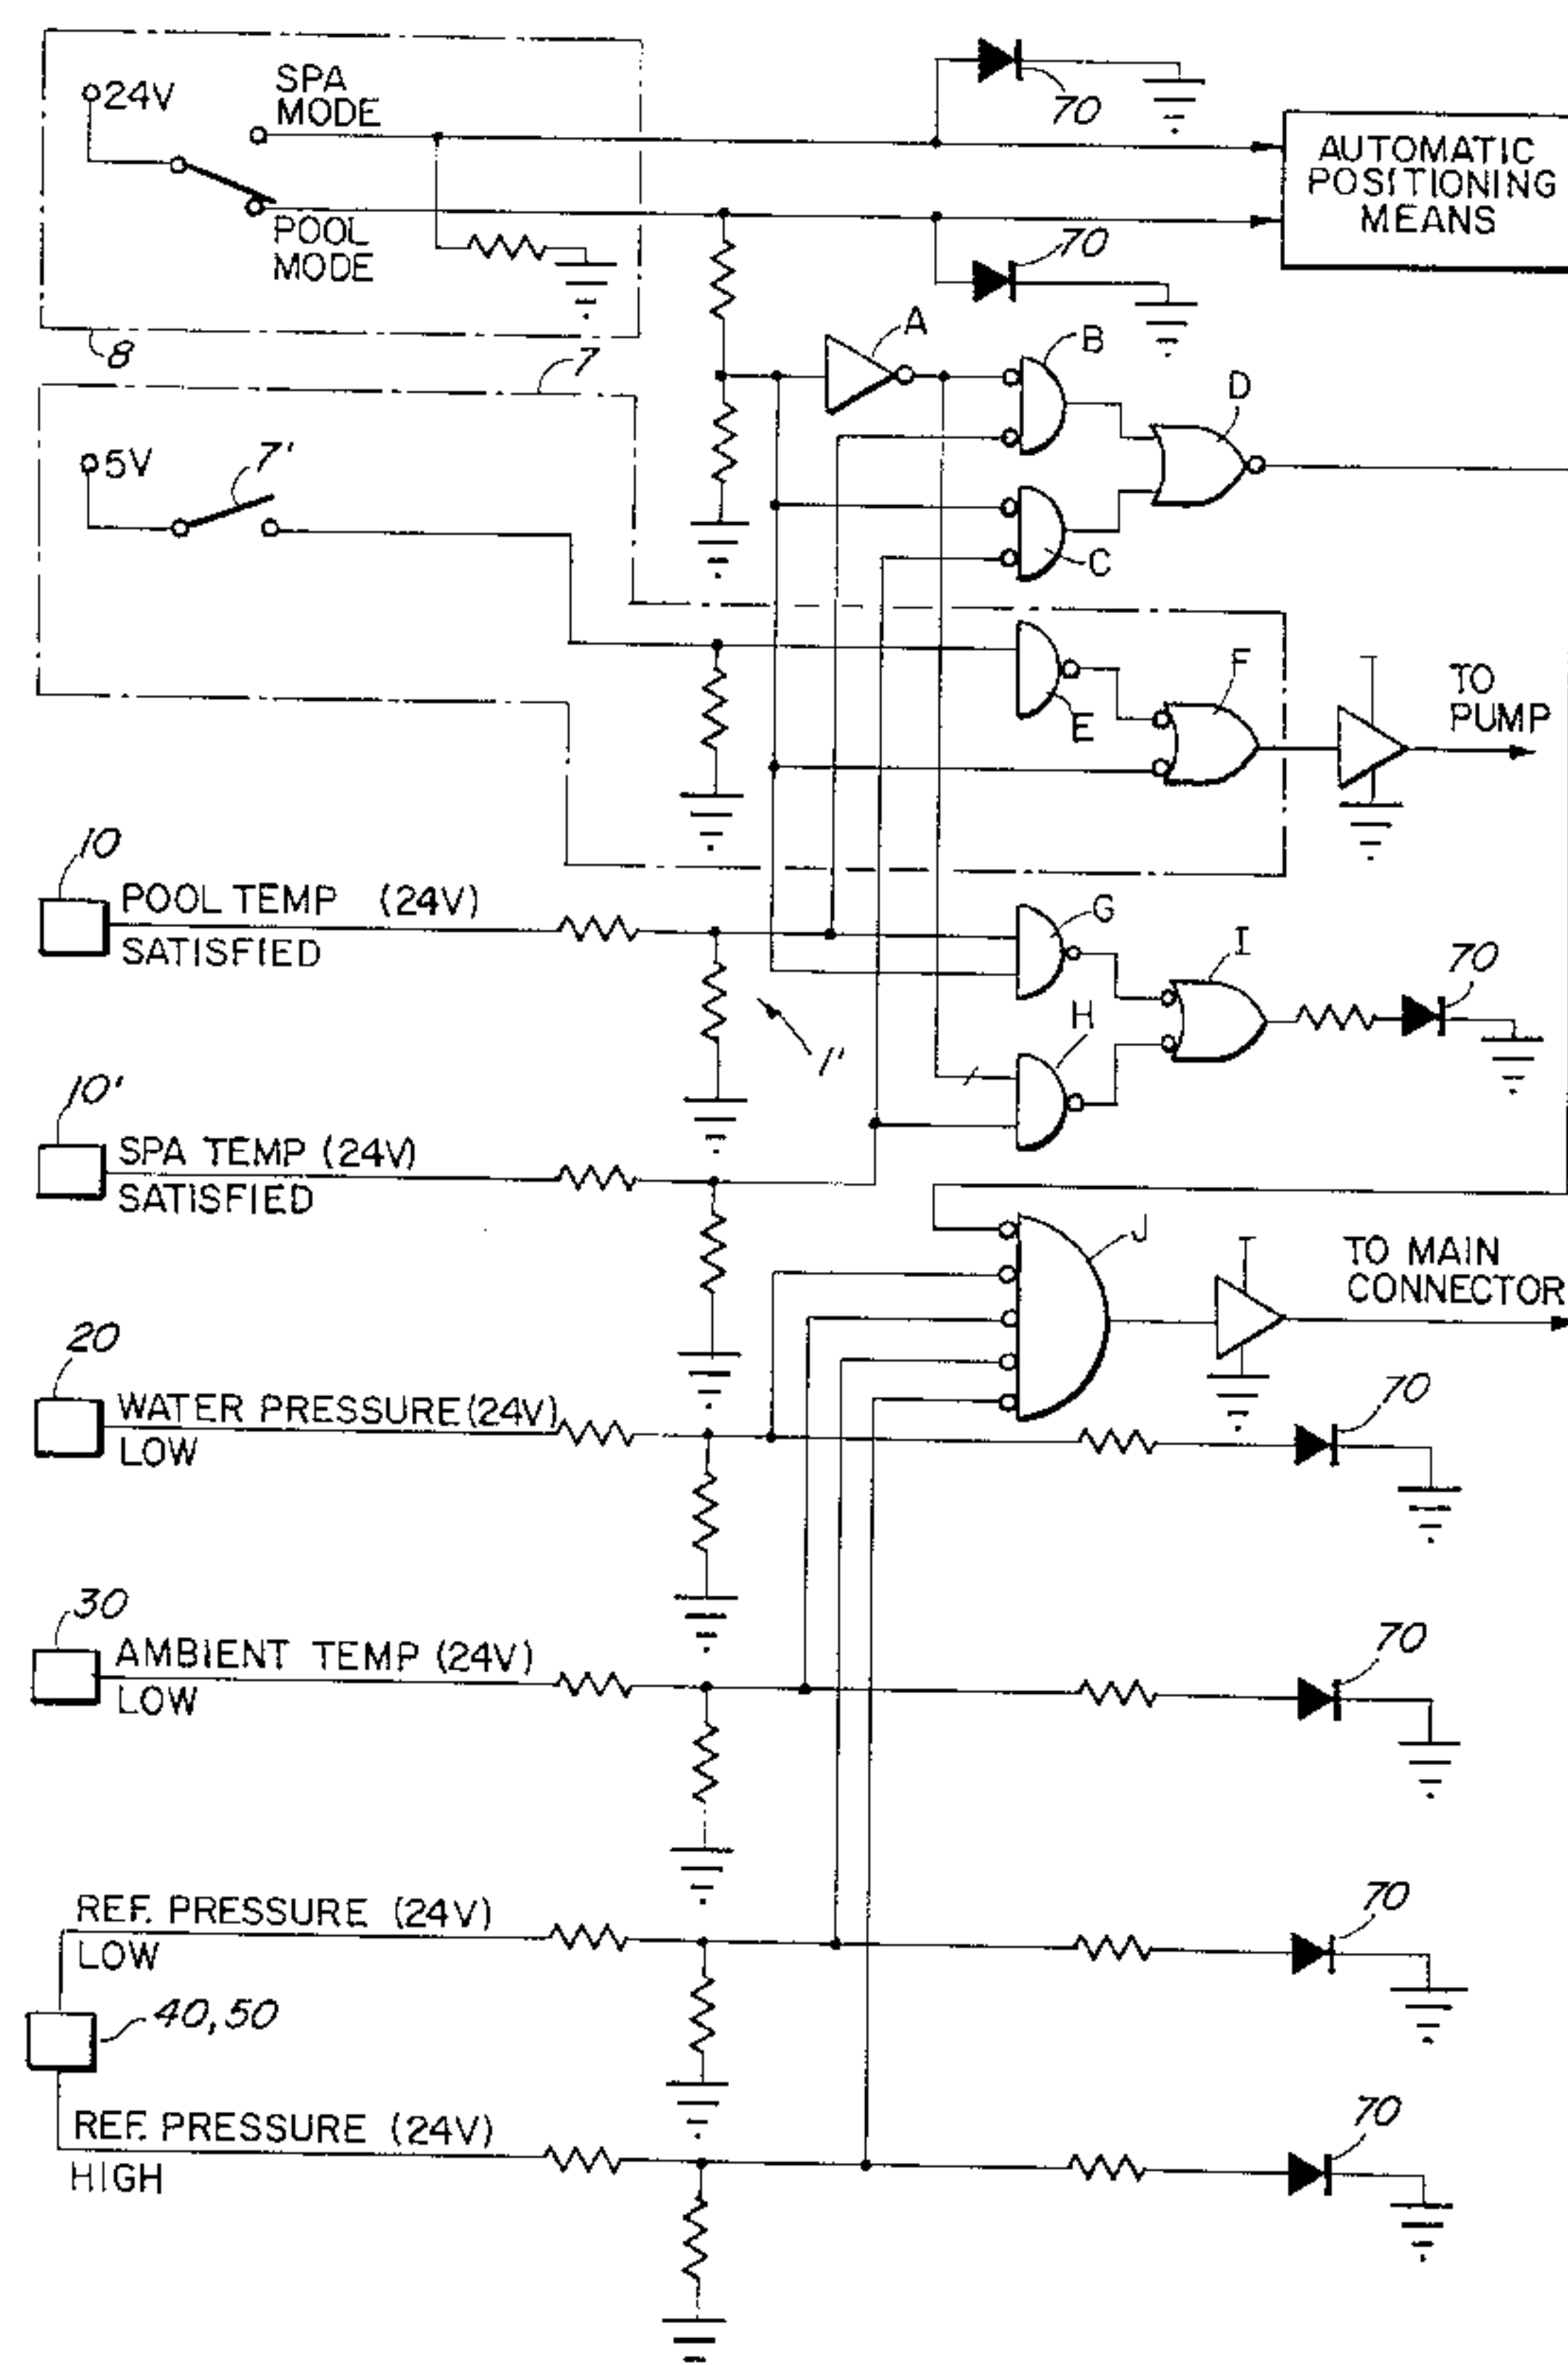 24V
SPA
MODE
POOL
MODE
8
70
70
AUTOMATIC
POSITIONING
MEANS
7
A
B
D
5V
7'
C
E
F
TO
PUMP
10
POOL TEMP (24V)
SATISFIED
G
I
70
H
1'
10'
SPA TEMP (24V)
SATISFIED
J
TO MAIN
CONNECTOR
20
WATER PRESSURE (24V)
LOW
70
30
AMBIENT TEMP (24V)
LOW
70
REF. PRESSURE (24V)
LOW
70
40,50
REF. PRESSURE (24V)
HIGH
70